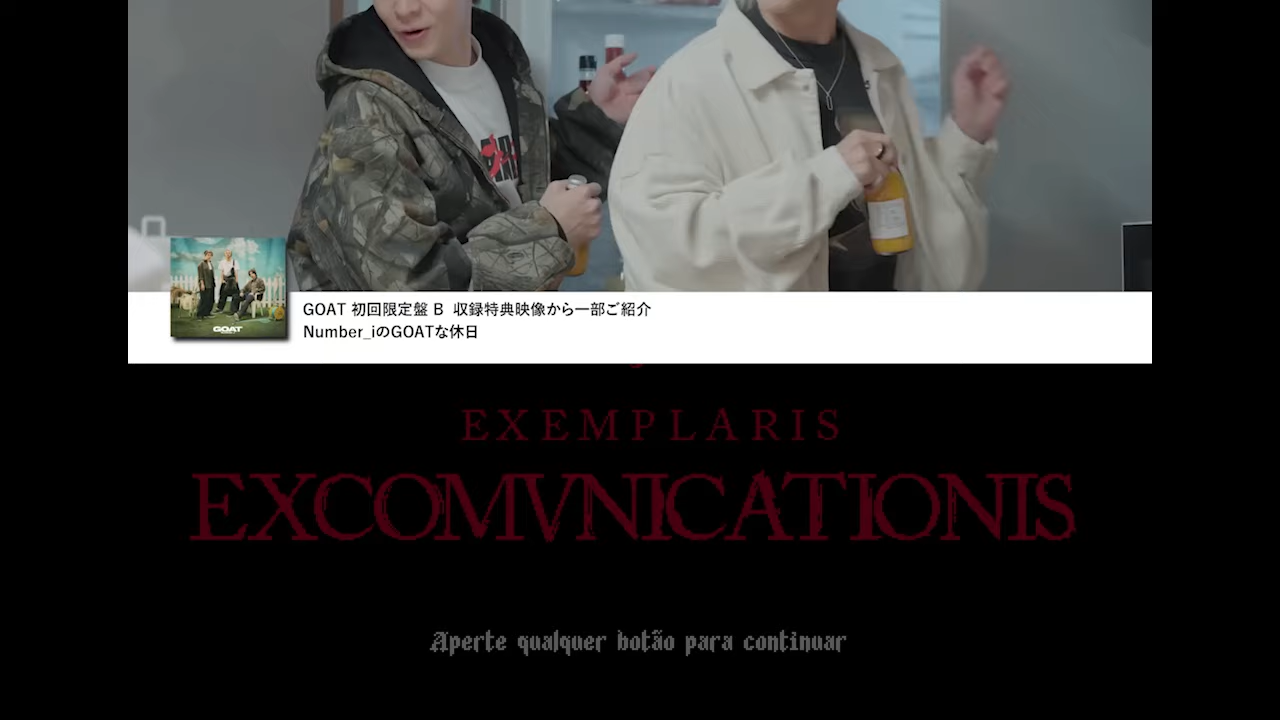 GOAT
GOAT 初回限定盤 B 収録特典映像から一部ご紹介
Number_iのGOATな休日
EXEMPLARIS
EXCOMVNICATIONIS
Aperte qualquer botão para continuar